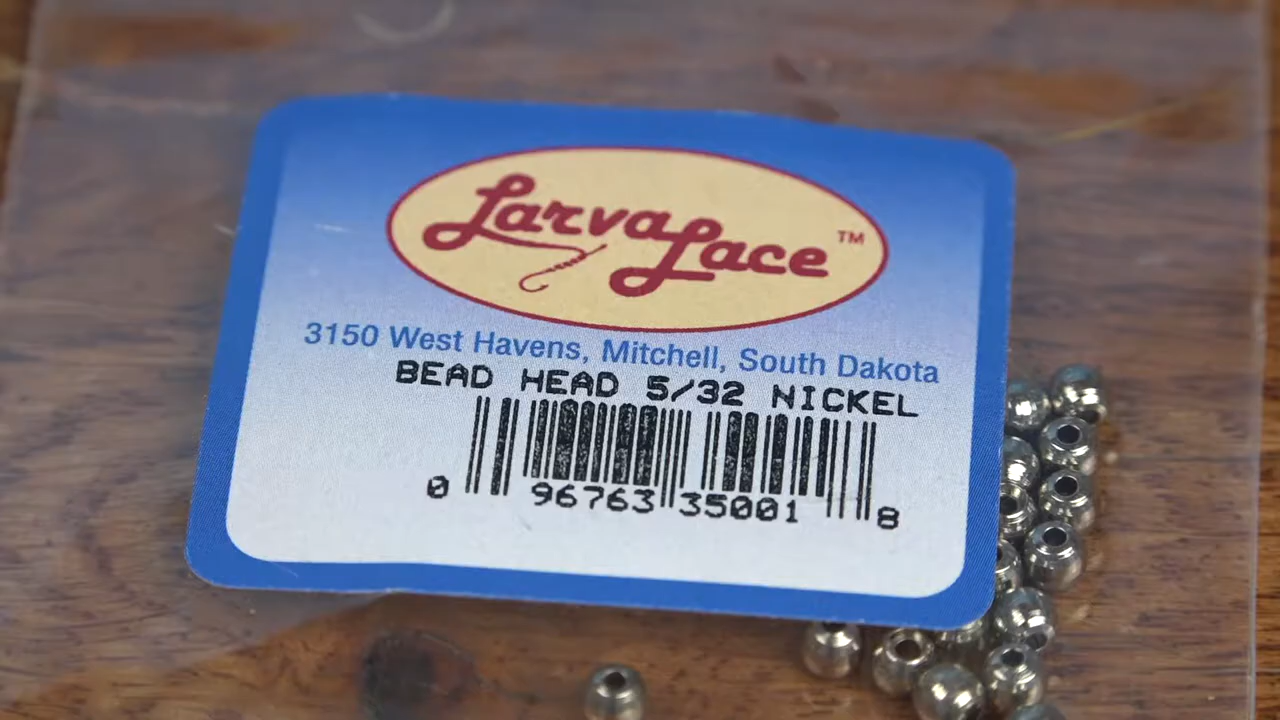 Larva Lace ™
3150 West Havens, Mitchell, South Dakota
BEAD HEAD 5/32 NICKEL
0 96763 35001 8